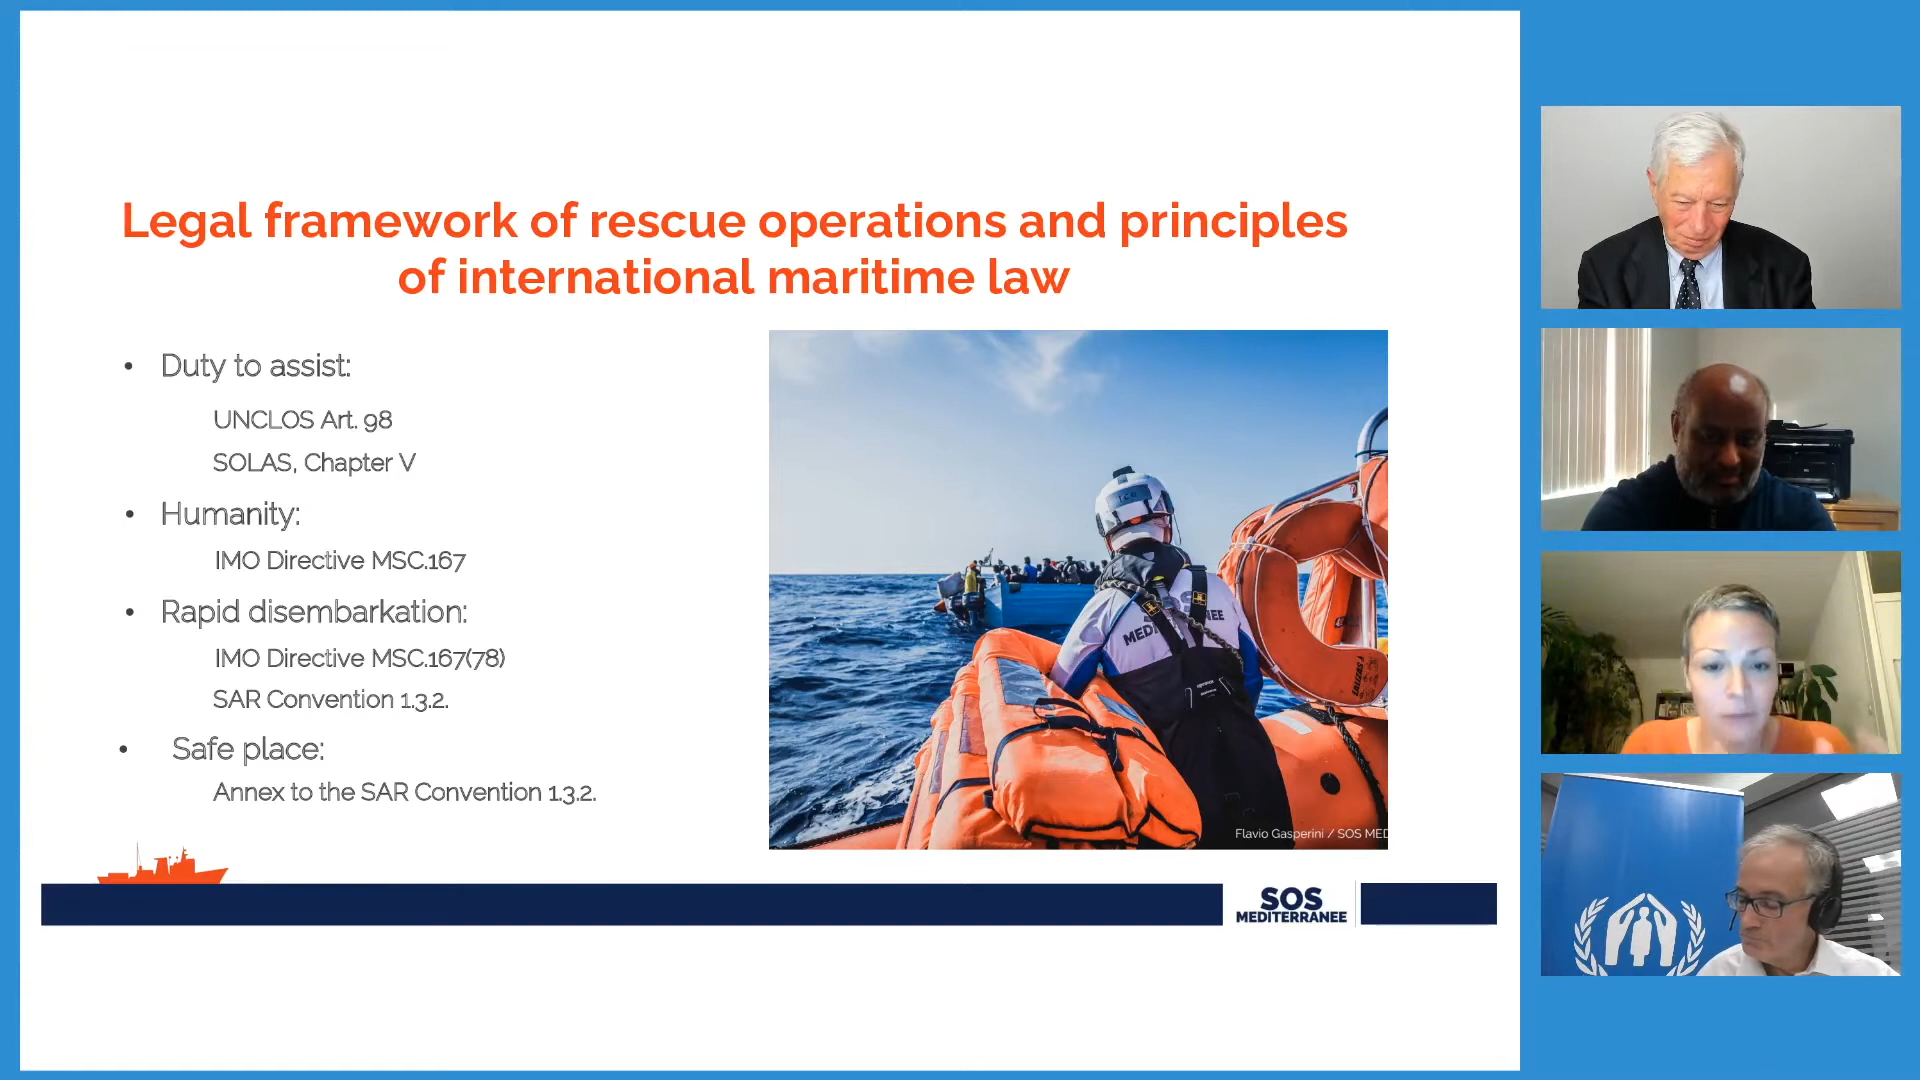 Legal framework of rescue operations and principles
of international maritime law
• Duty to assist:
UNCLOS Art. 98
SOLAS, Chapter V
• Humanity:
IMO Directive MSC.167
• Rapid disembarkation:
IMO Directive MSC.167(78)
SAR Convention 1.3.2.
• Safe place:
Annex to the SAR Convention 1.3.2.
Flavio Gasperini / SOS MED
SOS
MEDITERRANEE